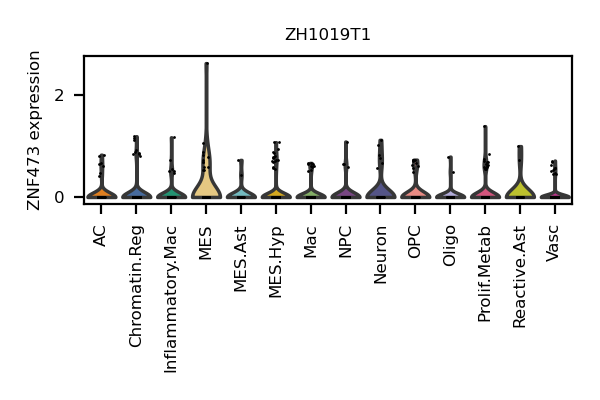 ZH1019T1
ZNF473 expression
2
0
AC
Chromatin.Reg
Inflammatory.Mac
MES
MES.Ast
MES.Hyp
Mac
NPC
Neuron
OPC
Oligo
Prolif.Metab
Reactive.Ast
Vasc